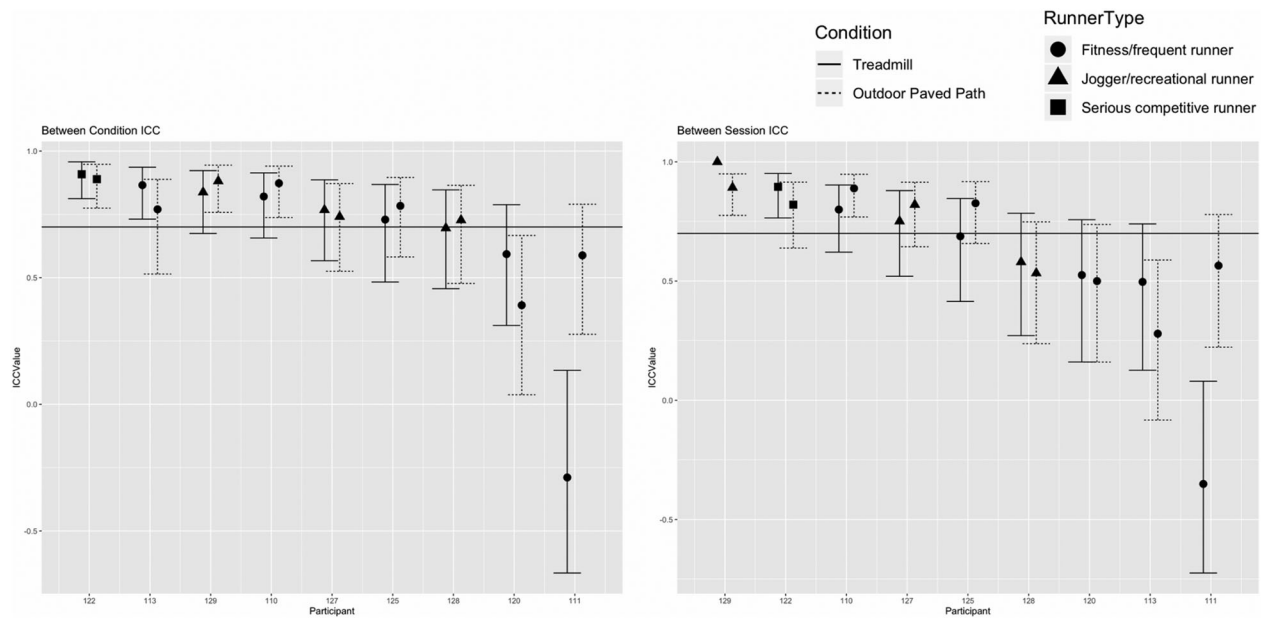 Condition
Treadmill
Outdoor Paved Path
RunnerType
Fitness/frequent runner
Jogger/recreational runner
Serious competitive runner
Between Condition ICC
ICCValue
1.0
0.5
0.0
-0.5
122 113 129 110 127 125 128 120 111
Participant
Between Session ICC
ICCValue
1.0
0.5
0.0
-0.5
129 122 110 127 125 128 120 113 111
Participant